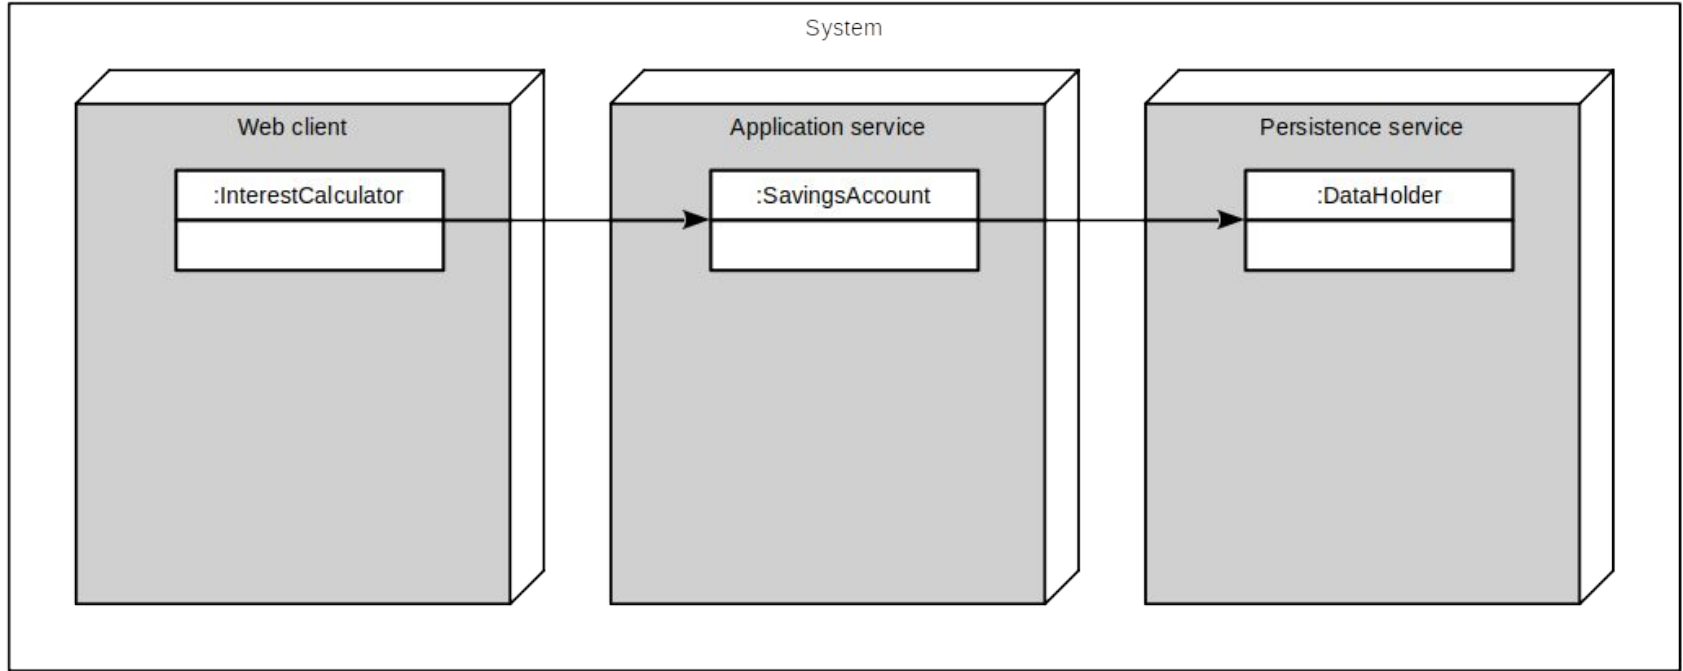 System
Web client
Application service
Persistence service
:InterestCalculator
:SavingsAccount
:DataHolder